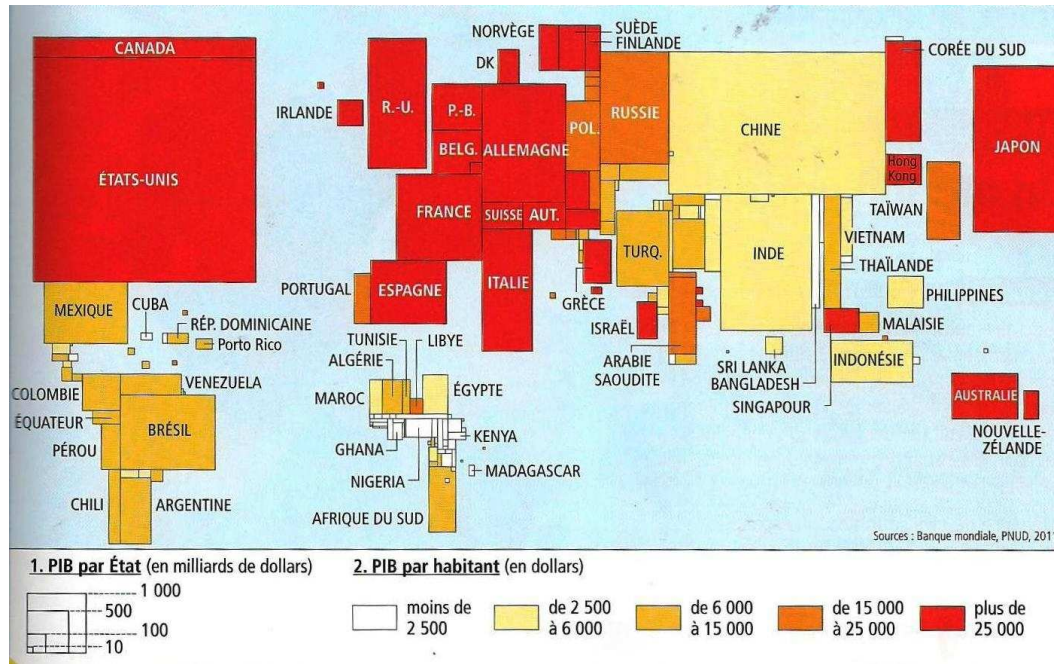 CANADA
ÉTATS-UNIS
MEXIQUE
CUBA
RÉP. DOMINICAINE
Porto Rico
COLOMBIE
VENEZUELA
ÉQUATEUR
PÉROU
BRÉSIL
CHILI
ARGENTINE
NORVÈGE
SUÈDE
FINLANDE
DK
IRLANDE
R.-U.
P.-B.
BELG.
ALLEMAGNE
POL.
RUSSIE
FRANCE
SUISSE
AUT.
PORTUGAL
ESPAGNE
ITALIE
GRÈCE
TURQ.
ISRAËL
ARABIE
SAOUDITE
TUNISIE
LIBYE
ALGÉRIE
MAROC
ÉGYPTE
GHANA
KENYA
NIGERIA
MADAGASCAR
AFRIQUE DU SUD
CHINE
CORÉE DU SUD
JAPON
Hong
Kong
TAÏWAN
INDE
VIETNAM
THAÏLANDE
PHILIPPINES
MALAISIE
SRI LANKA
BANGLADESH
INDONÉSIE
SINGAPOUR
AUSTRALIE
NOUVELLE-
ZÉLANDE
Sources : Banque mondiale, PNUD, 2011
1. PIB par État (en milliards de dollars)
1 000
500
100
10
2. PIB par habitant (en dollars)
moins de
2 500
de 2 500
à 6 000
de 6 000
à 15 000
de 15 000
à 25 000
plus de
25 000